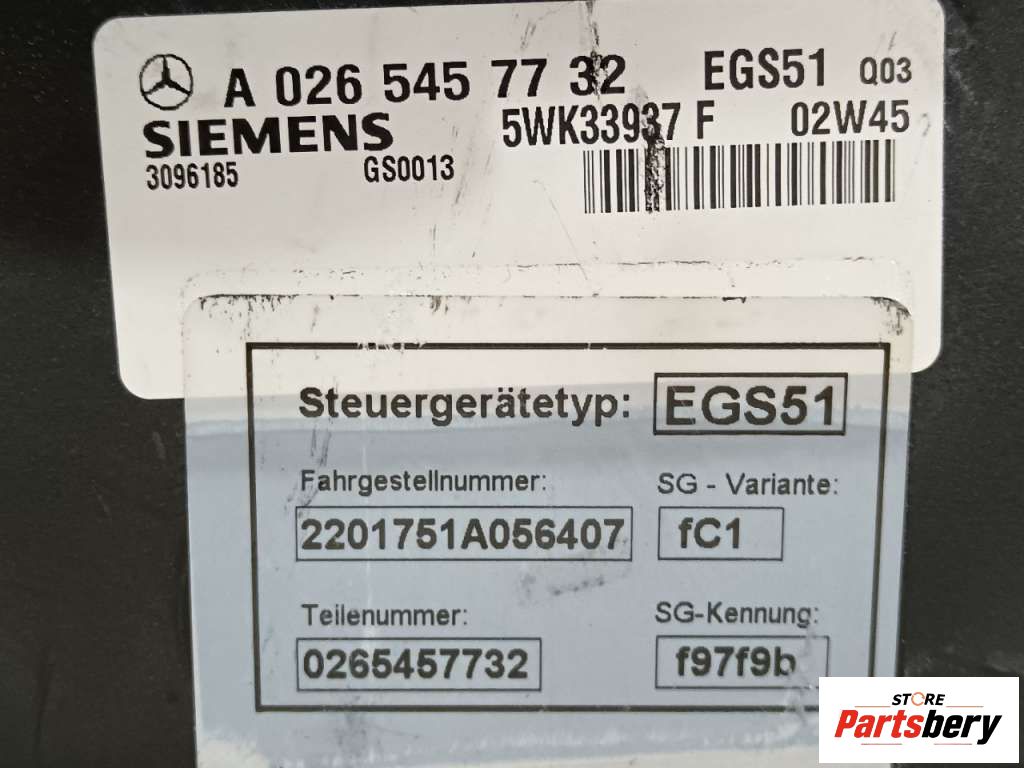 A 026 545 77 32 EGS51 Q03
SIEMENS 5WK33937 F 02W45
3096185 GS0013
Steuergerätetyp: EGS51
Fahrgestellnummer: SG - Variante:
2201751A056407 fC1
Teilenummer: SG-Kennung:
0265457732 f97f9b
STORE
Partsbery